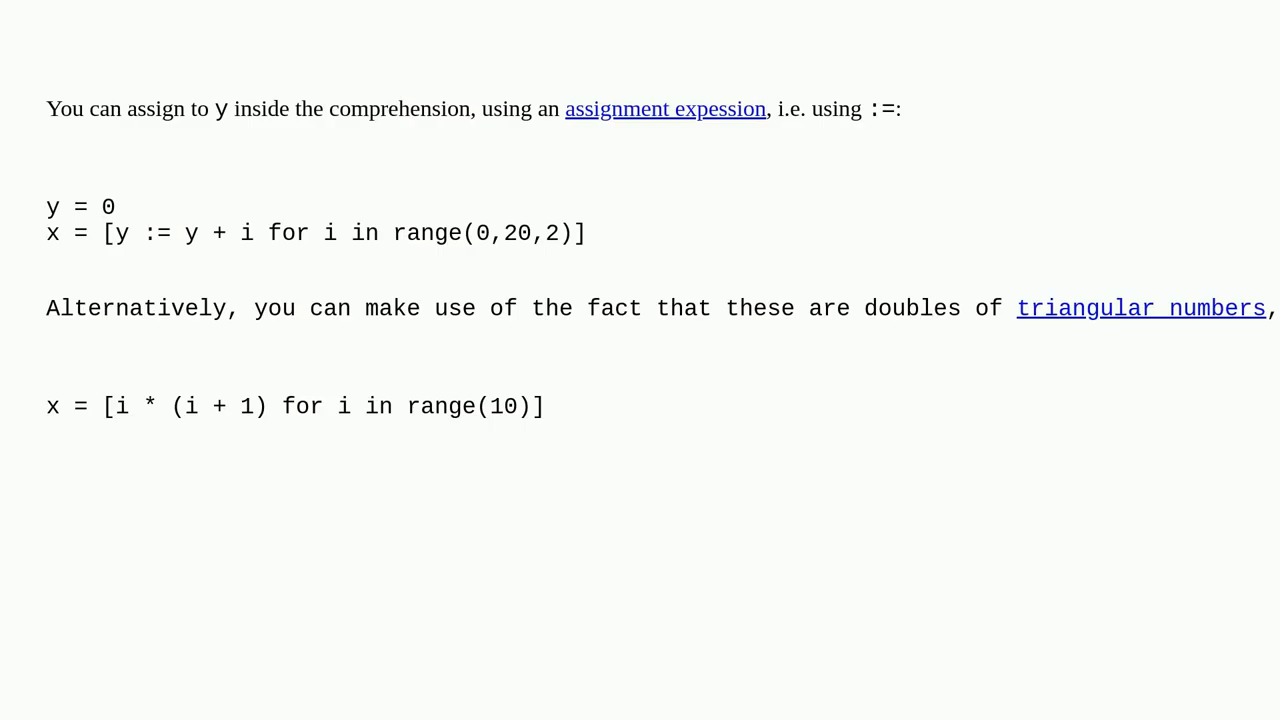 You can assign to y inside the comprehension, using an assignment expession, i.e. using :=:
y = 0
x = [y := y + i for i in range(0,20,2)]
Alternatively, you can make use of the fact that these are doubles of triangular numbers,
x = [i * (i + 1) for i in range(10)]